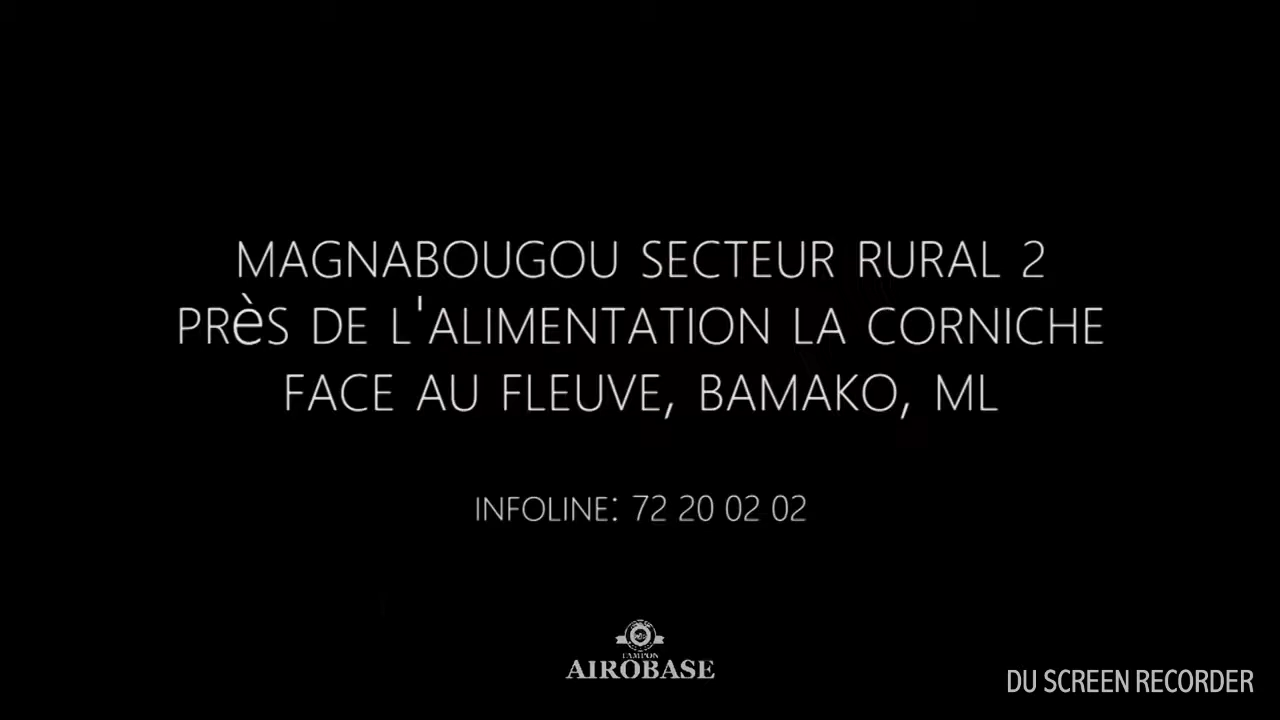 MAGNABOUGOU SECTEUR RURAL 2
PRèS DE L'ALIMENTATION LA CORNICHE
FACE AU FLEUVE, BAMAKO, ML
INFOLINE: 72 20 02 02
TAMPON
AIROBASE
DU SCREEN RECORDER